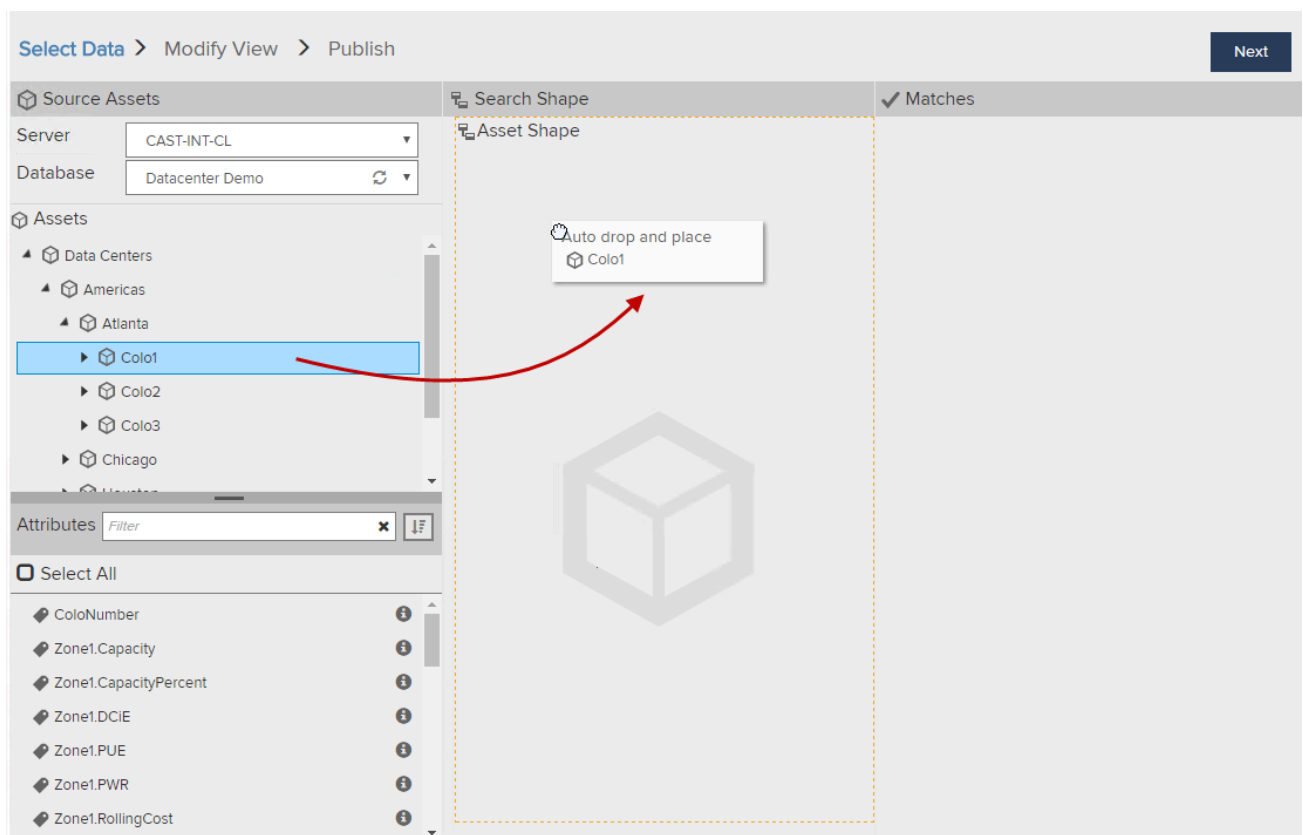 Select Data > Modify View > Publish
Next
Source Assets
Search Shape
Matches
Server
CAST-INT-CL
Asset Shape
Database
Datacenter Demo
Assets
Auto drop and place
Colo1
Data Centers
Americas
Atlanta
Colo1
Colo2
Colo3
Chicago
Attributes
Filter
Select All
ColoNumber
Zone1.Capacity
Zone1.CapacityPercent
Zone1.DCiE
Zone1.PUE
Zone1.PWR
Zone1.RollingCost